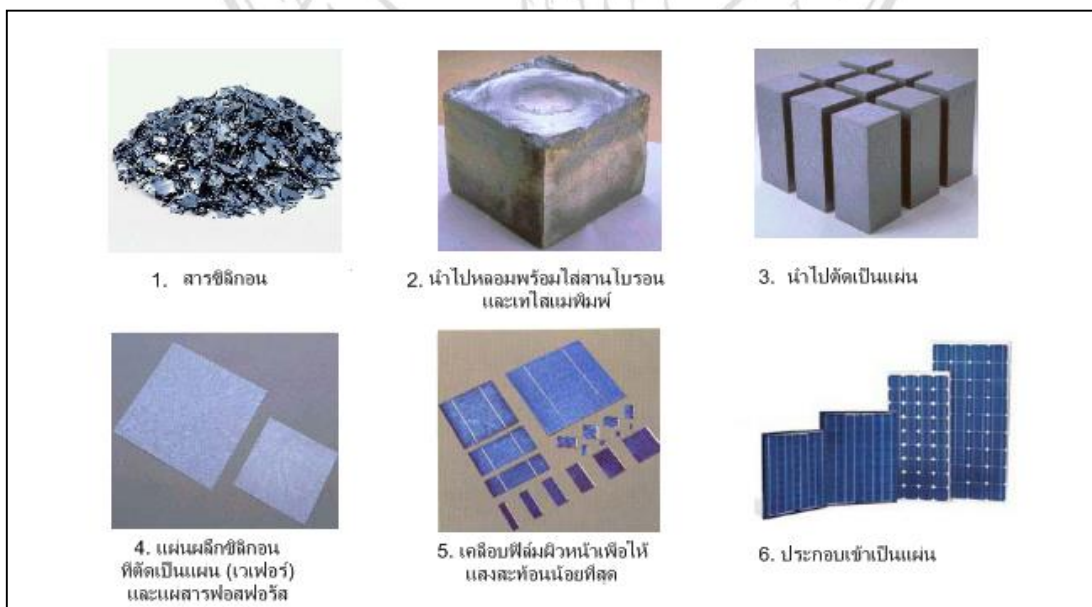 1. สารซิลิกอน
2. นำไปหลอมพร้อมใส่สานโบรอน
และเทใส่แมพิมพ์
3. นำไปตัดเป็นแผ่น
4. แผ่นผลึกซิลิกอน
ที่ตัดเป็นแผน (เวเฟอร์)
และแผสารฟอสฟอรัส
5. เคลือบฟิล์มผิวหน้าเพื่อให้
แสงสะท้อนน้อยที่สุด
6. ประกอบเข้าเป็นแผ่น